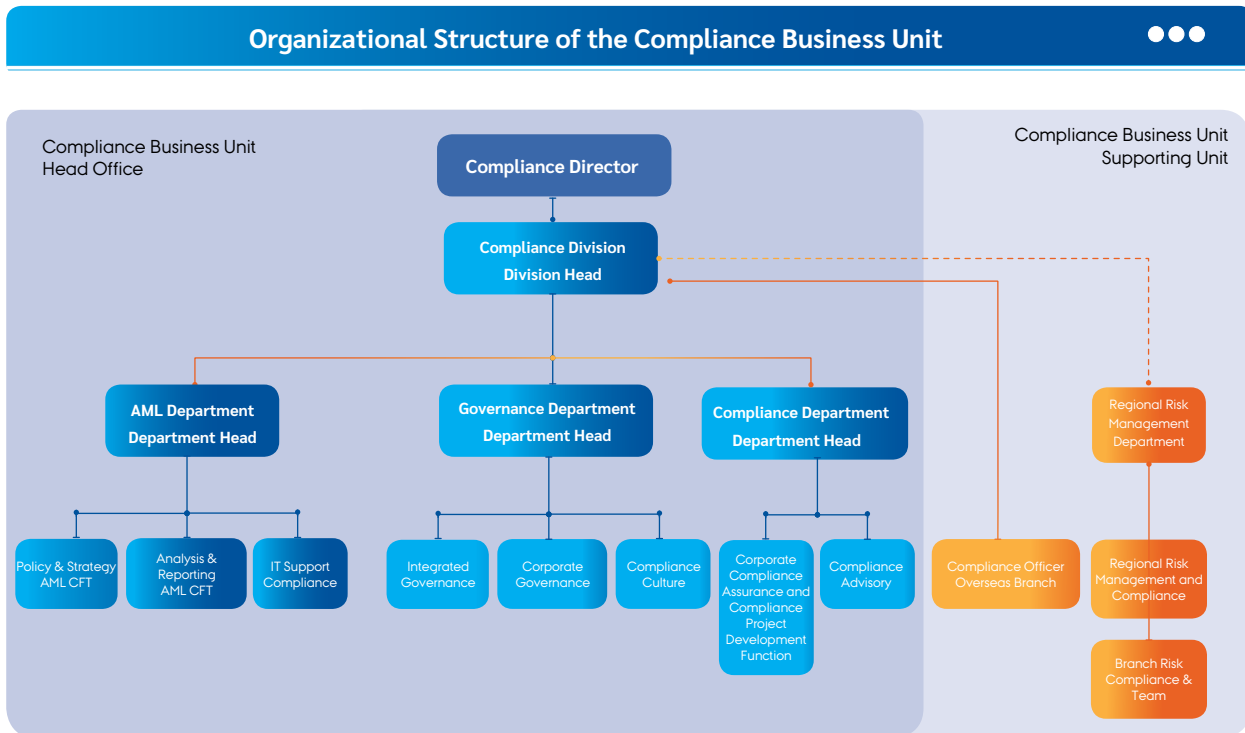 Organizational Structure of the Compliance Business Unit
Compliance Business Unit
Head Office
Compliance Business Unit
Supporting Unit
Compliance Director
Compliance Division
Division Head
AML Department
Department Head
Governance Department
Department Head
Compliance Department
Department Head
Regional Risk
Management
Department
Policy & Strategy
AML CFT
Analysis &
Reporting
AML CFT
IT Support
Compliance
Integrated
Governance
Corporate
Governance
Compliance
Culture
Corporate
Compliance
Assurance and
Compliance
Project
Development
Function
Compliance
Advisory
Compliance Officer
Overseas Branch
Regional Risk
Management and
Compliance
Branch Risk
Compliance &
Team